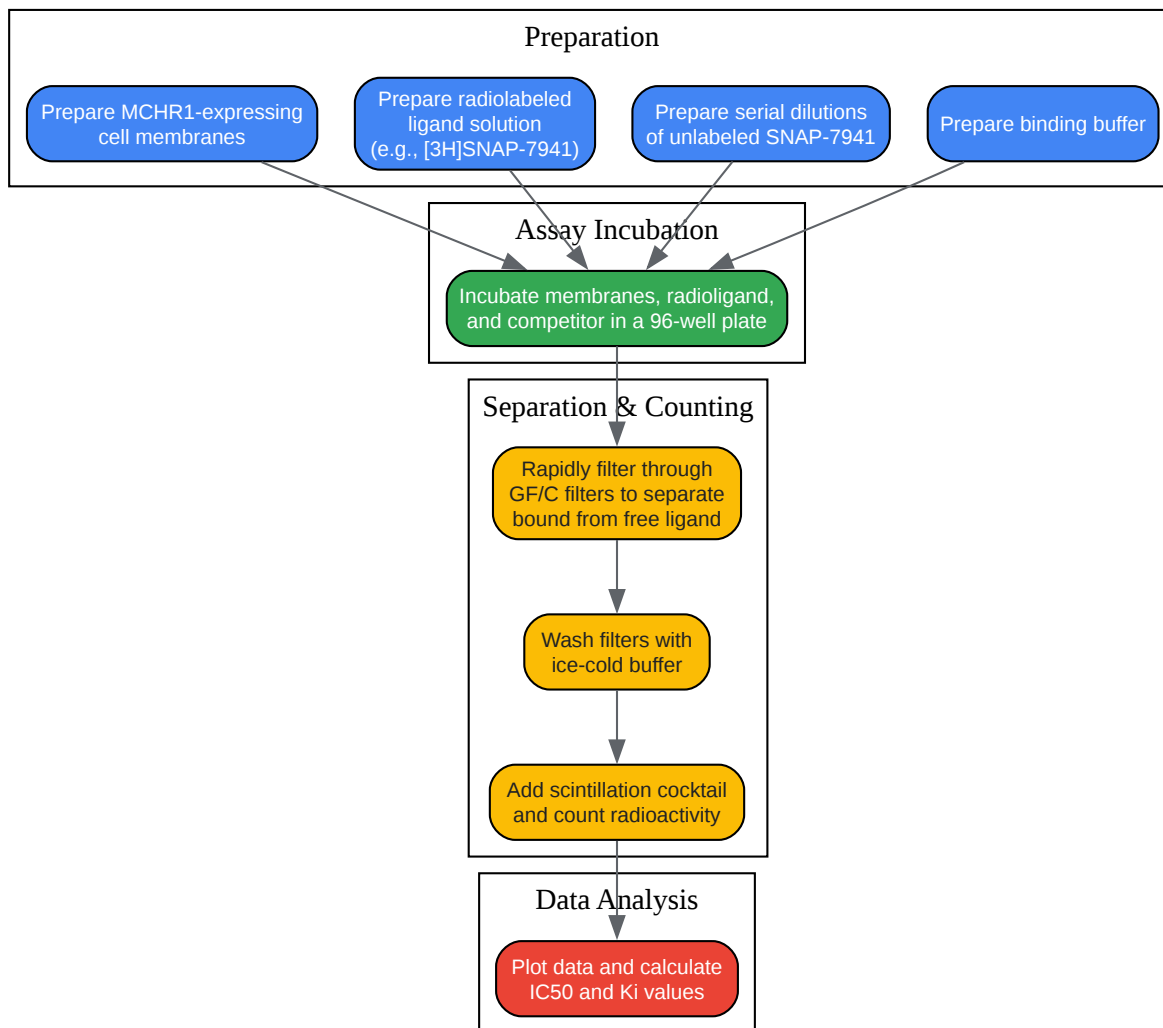 Preparation
Prepare MCHR1-expressing
cell membranes
Prepare radiolabeled
ligand solution
(e.g., [3H]SNAP-7941)
Prepare serial dilutions
of unlabeled SNAP-7941
Prepare binding buffer
Assay Incubation
Incubate membranes, radioligand,
and competitor in a 96-well plate
Separation & Counting
Rapidly filter through
GF/C filters to separate
bound from free ligand
Wash filters with
ice-cold buffer
Add scintillation cocktail
and count radioactivity
Data Analysis
Plot data and calculate
IC50 and Ki values